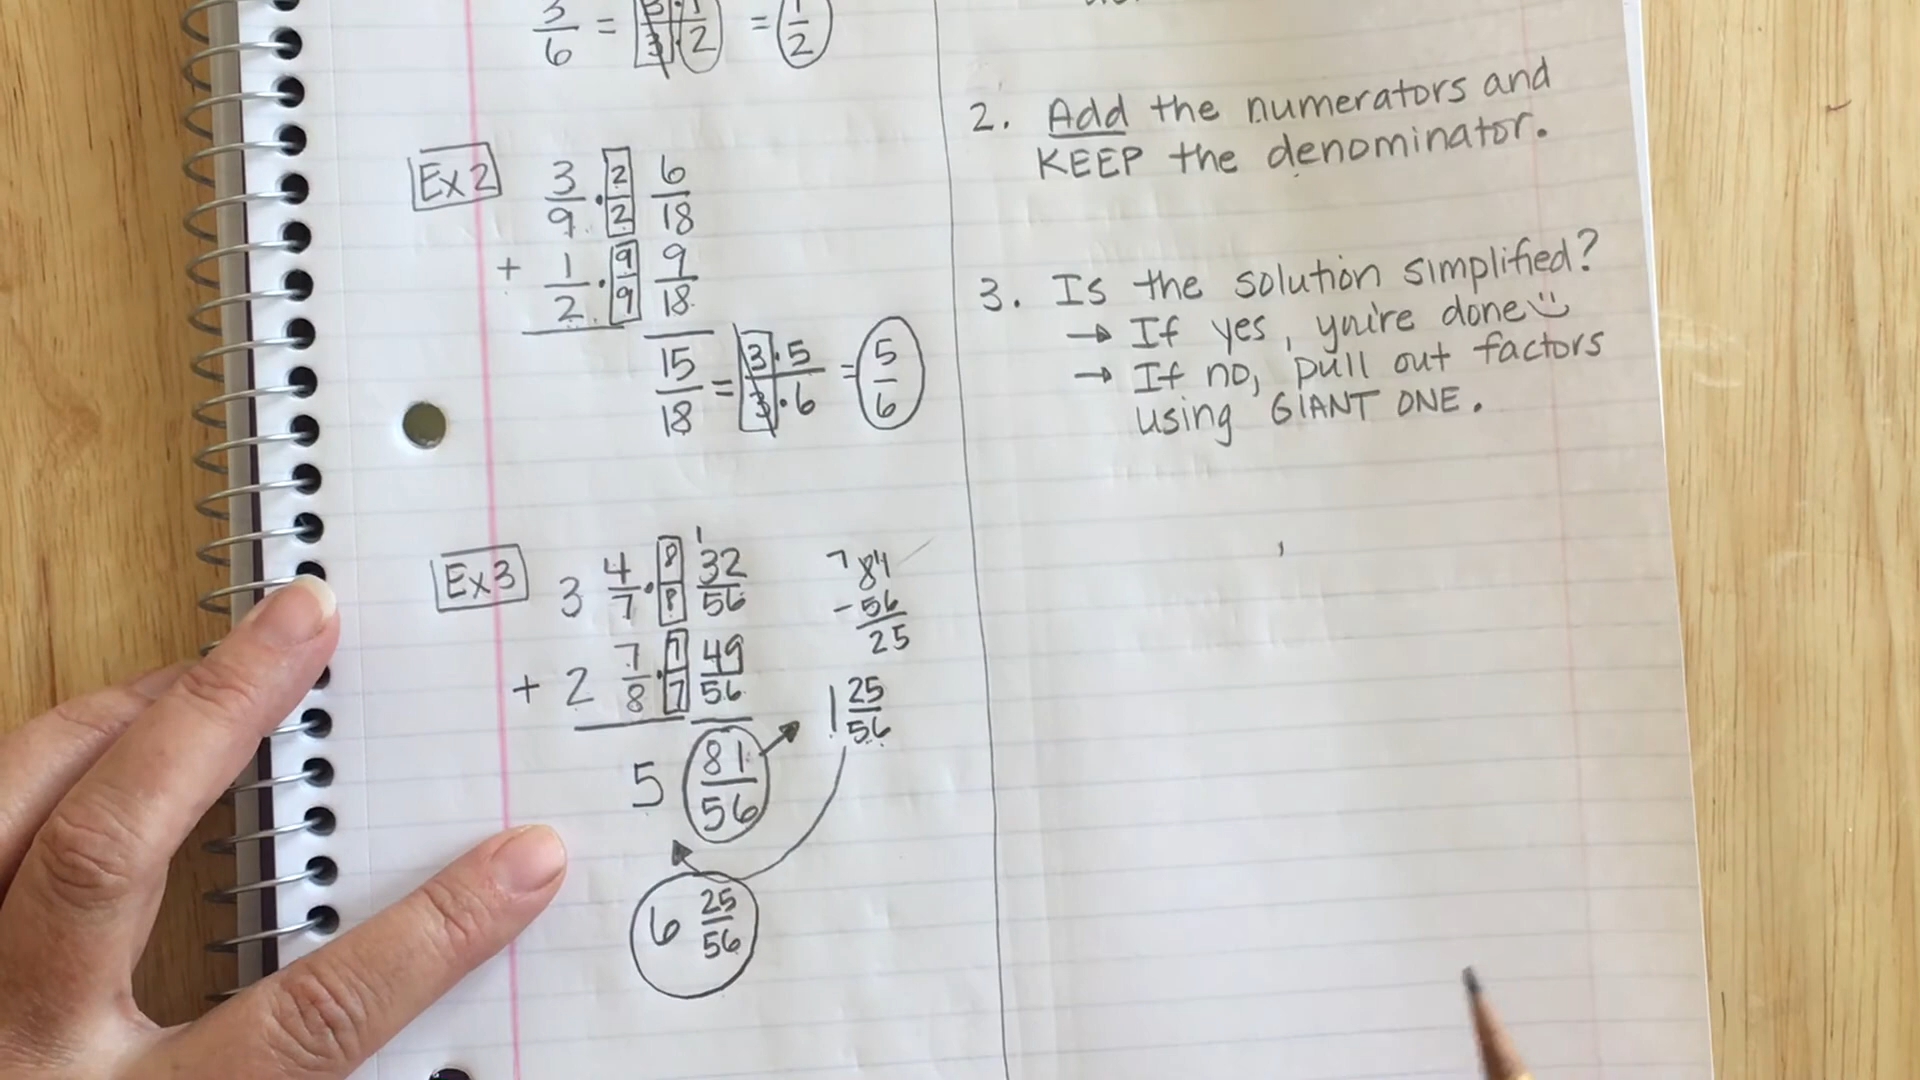 3/6 = 3·1/3·2 = 1/2
Ex 2
3/9 · 2/2 6/18
+ 1/2 · 9/9 9/18
15/18 = 3·5/3·6 = 5/6
Ex 3
3 4/7 · 8/8 32/56
+ 2 7/8 · 7/7 49/56
5 81/56
6 25/56
- 56
25
1 25/56
2. Add the numerators and
KEEP the denominator.
3. Is the solution simplified?
→ If yes, you're done
→ If no, pull out factors
using GIANT ONE.